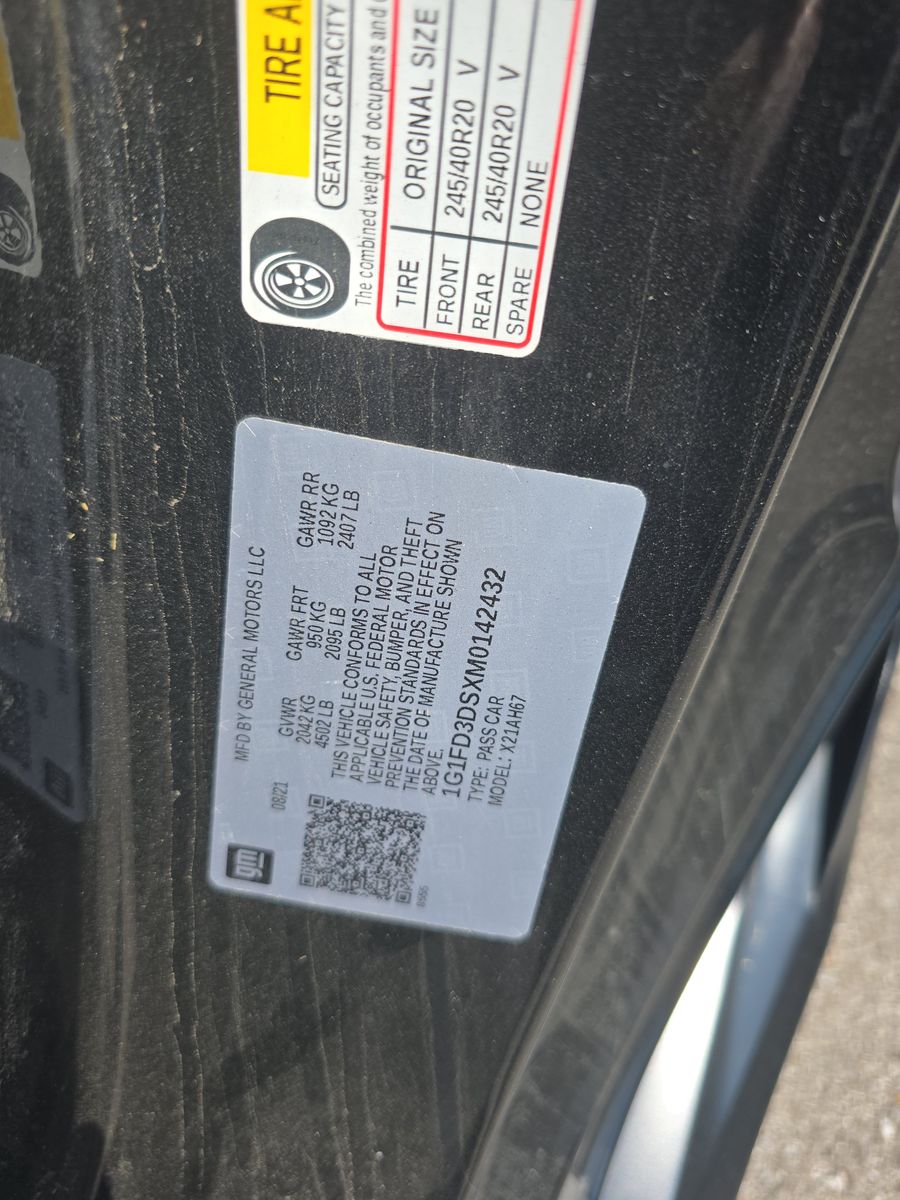 TIRE
SEATING CAPACITY
The combined weight of occupants and
TIRE ORIGINAL SIZE
FRONT 245/40R20 V
REAR 245/40R20 V
SPARE NONE
gm
MFD BY GENERAL MOTORS LLC
08/21
GVWR GAWR FRT GAWR RR
2042 KG 950 KG 1092 KG
4502 LB 2095 LB 2407 LB
THIS VEHICLE CONFORMS TO ALL
APPLICABLE U.S. FEDERAL MOTOR
VEHICLE SAFETY, BUMPER, AND THEFT
PREVENTION STANDARDS IN EFFECT ON
THE DATE OF MANUFACTURE SHOWN
ABOVE.
1G1FD3DSXM0142432
TYPE: PASS CAR
MODEL: X21AH67